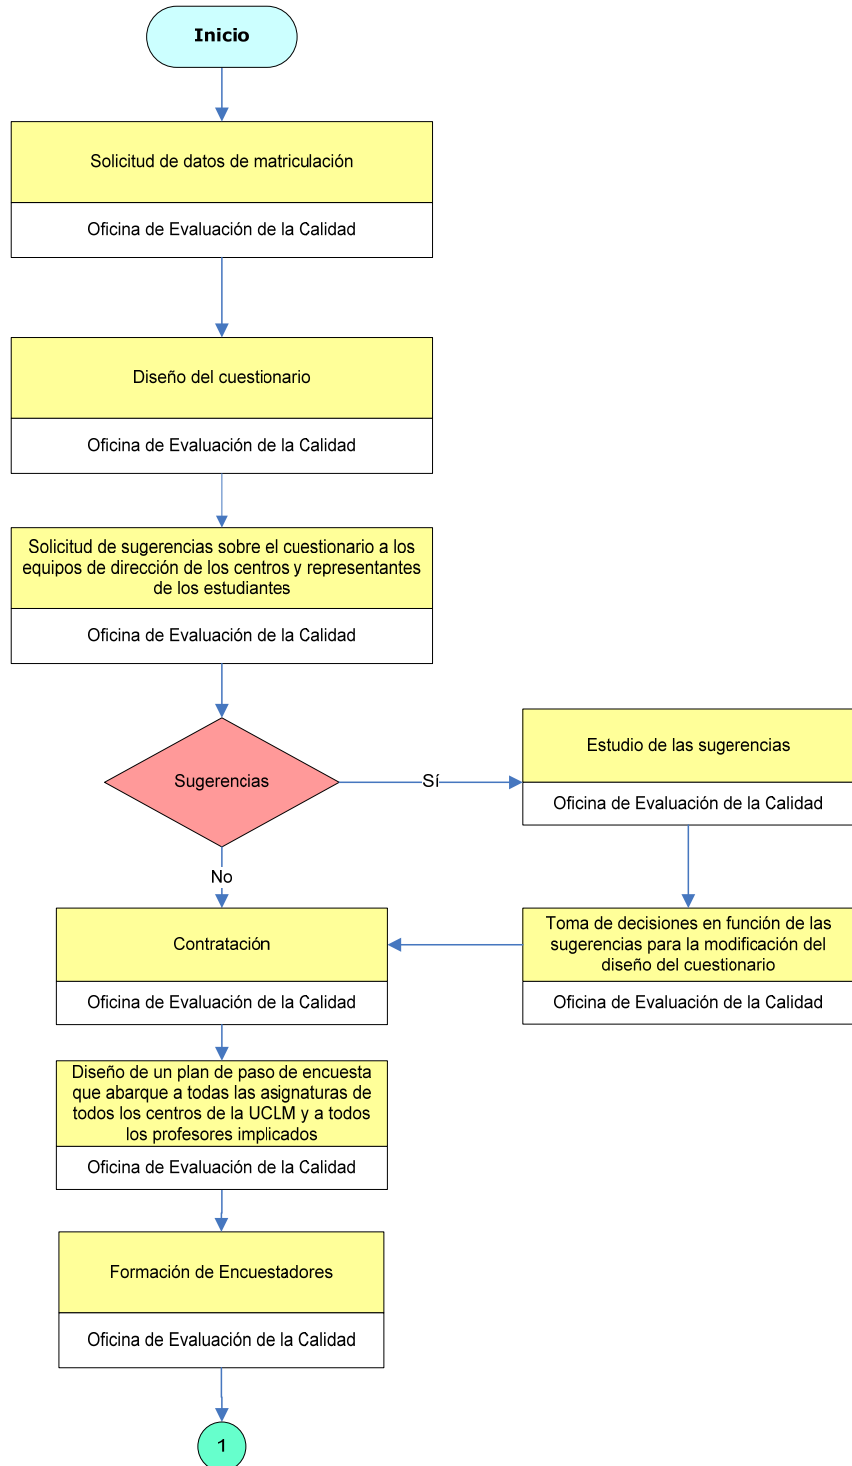 Inicio
Solicitud de datos de matriculación
Oficina de Evaluación de la Calidad
Diseño del cuestionario
Oficina de Evaluación de la Calidad
Solicitud de sugerencias sobre el cuestionario a los
equipos de dirección de los centros y representantes
de los estudiantes
Oficina de Evaluación de la Calidad
Sugerencias
Sí
Estudio de las sugerencias
Oficina de Evaluación de la Calidad
No
Toma de decisiones en función de las
sugerencias para la modificación del
diseño del cuestionario
Oficina de Evaluación de la Calidad
Contratación
Oficina de Evaluación de la Calidad
Diseño de un plan de paso de encuesta
que abarque a todas las asignaturas de
todos los centros de la UCLM y a todos
los profesores implicados
Oficina de Evaluación de la Calidad
Formación de Encuestadores
Oficina de Evaluación de la Calidad
1